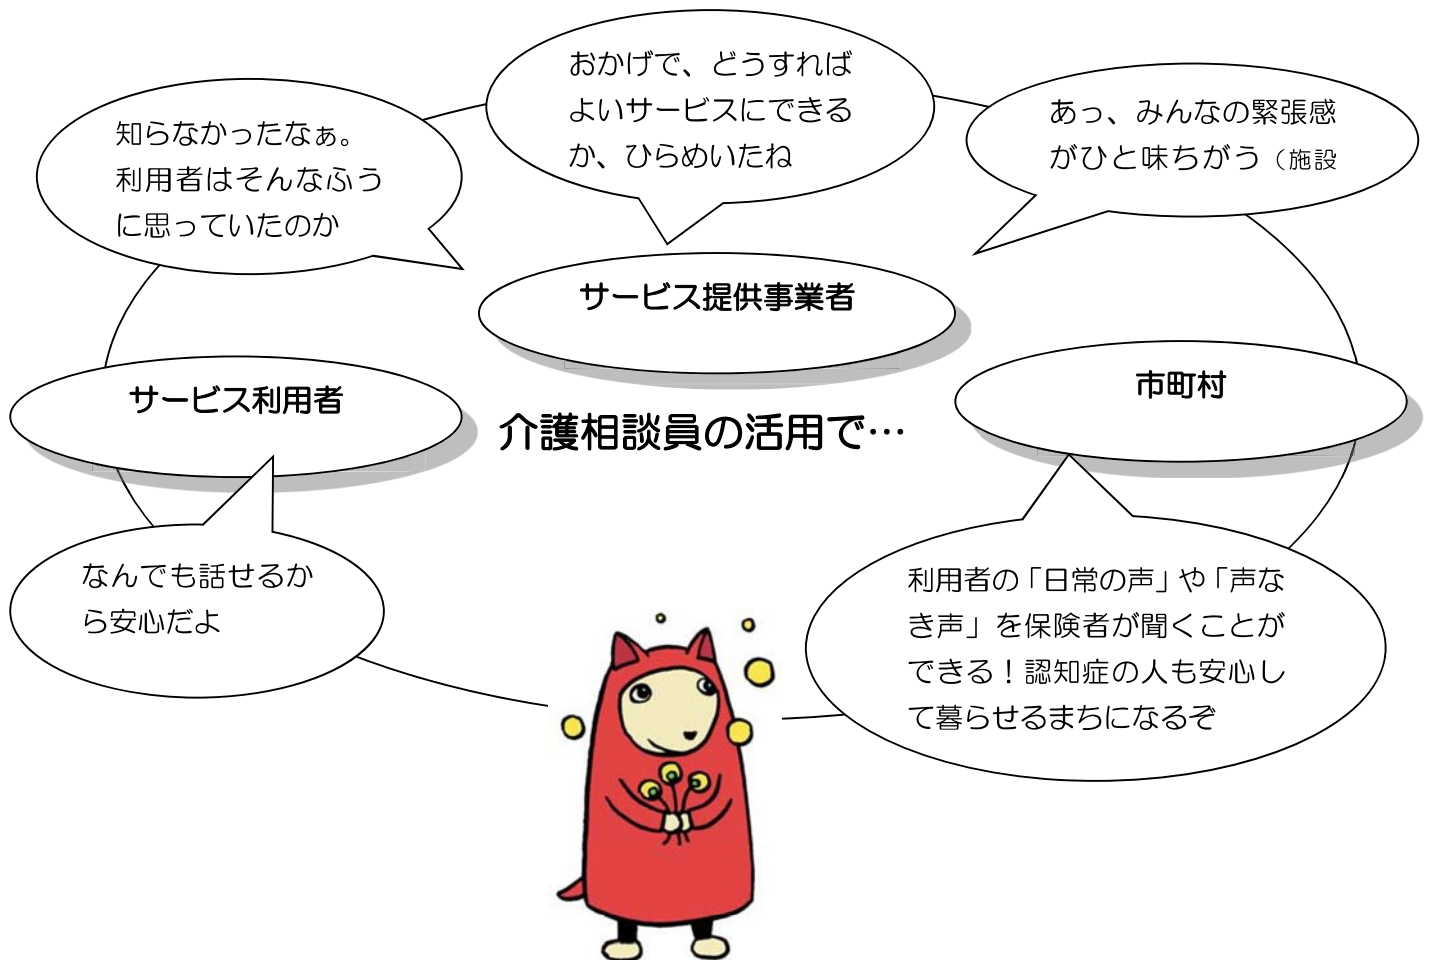 おかげで、どうすれば
よいサービスにできる
か、ひらめいたね
知らなかったなぁ。
利用者はそんなふう
に思っていたのか
あっ、みんなの緊張感
がひと味ちがう（施設
サービス提供事業者
サービス利用者
市町村
介護相談員の活用で…
なんでも話せるか
ら安心だよ
利用者の「日常の声」や「声な
き声」を保険者が聞くことが
できる！認知症の人も安心し
て暮らせるまちになるぞ